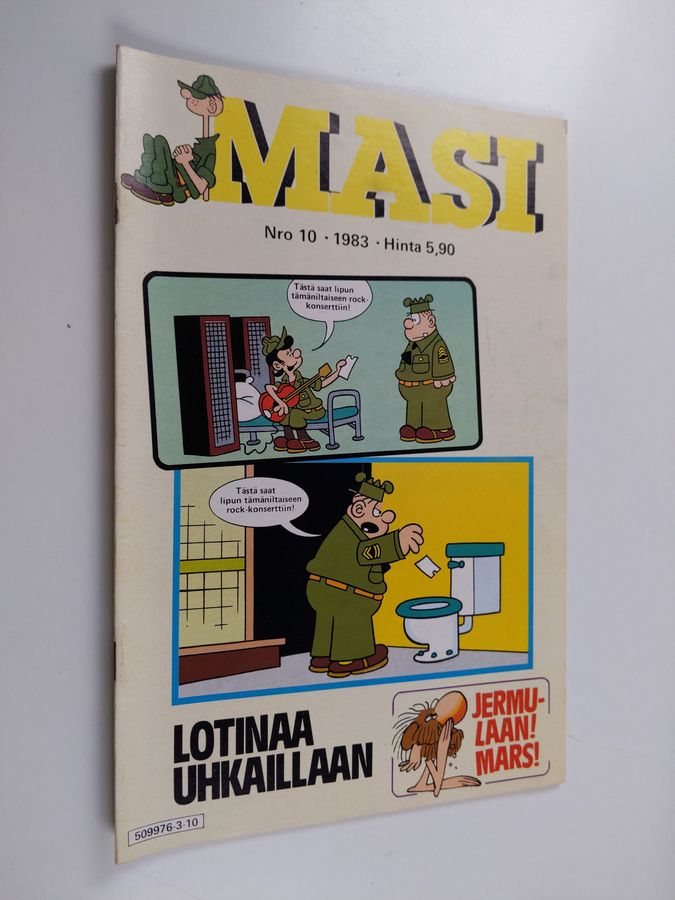 MASI
Nro 10 · 1983 · Hinta 5,90
Tästä saat lipun
tämäniltaiseen rock-
konserttiin!
Tästä saat
lipun tämäniltaiseen
rock-konserttiin!
LOTINAA
UHKAILLAAN
JERMU-
LAAN!
MARS!
509976-3-10